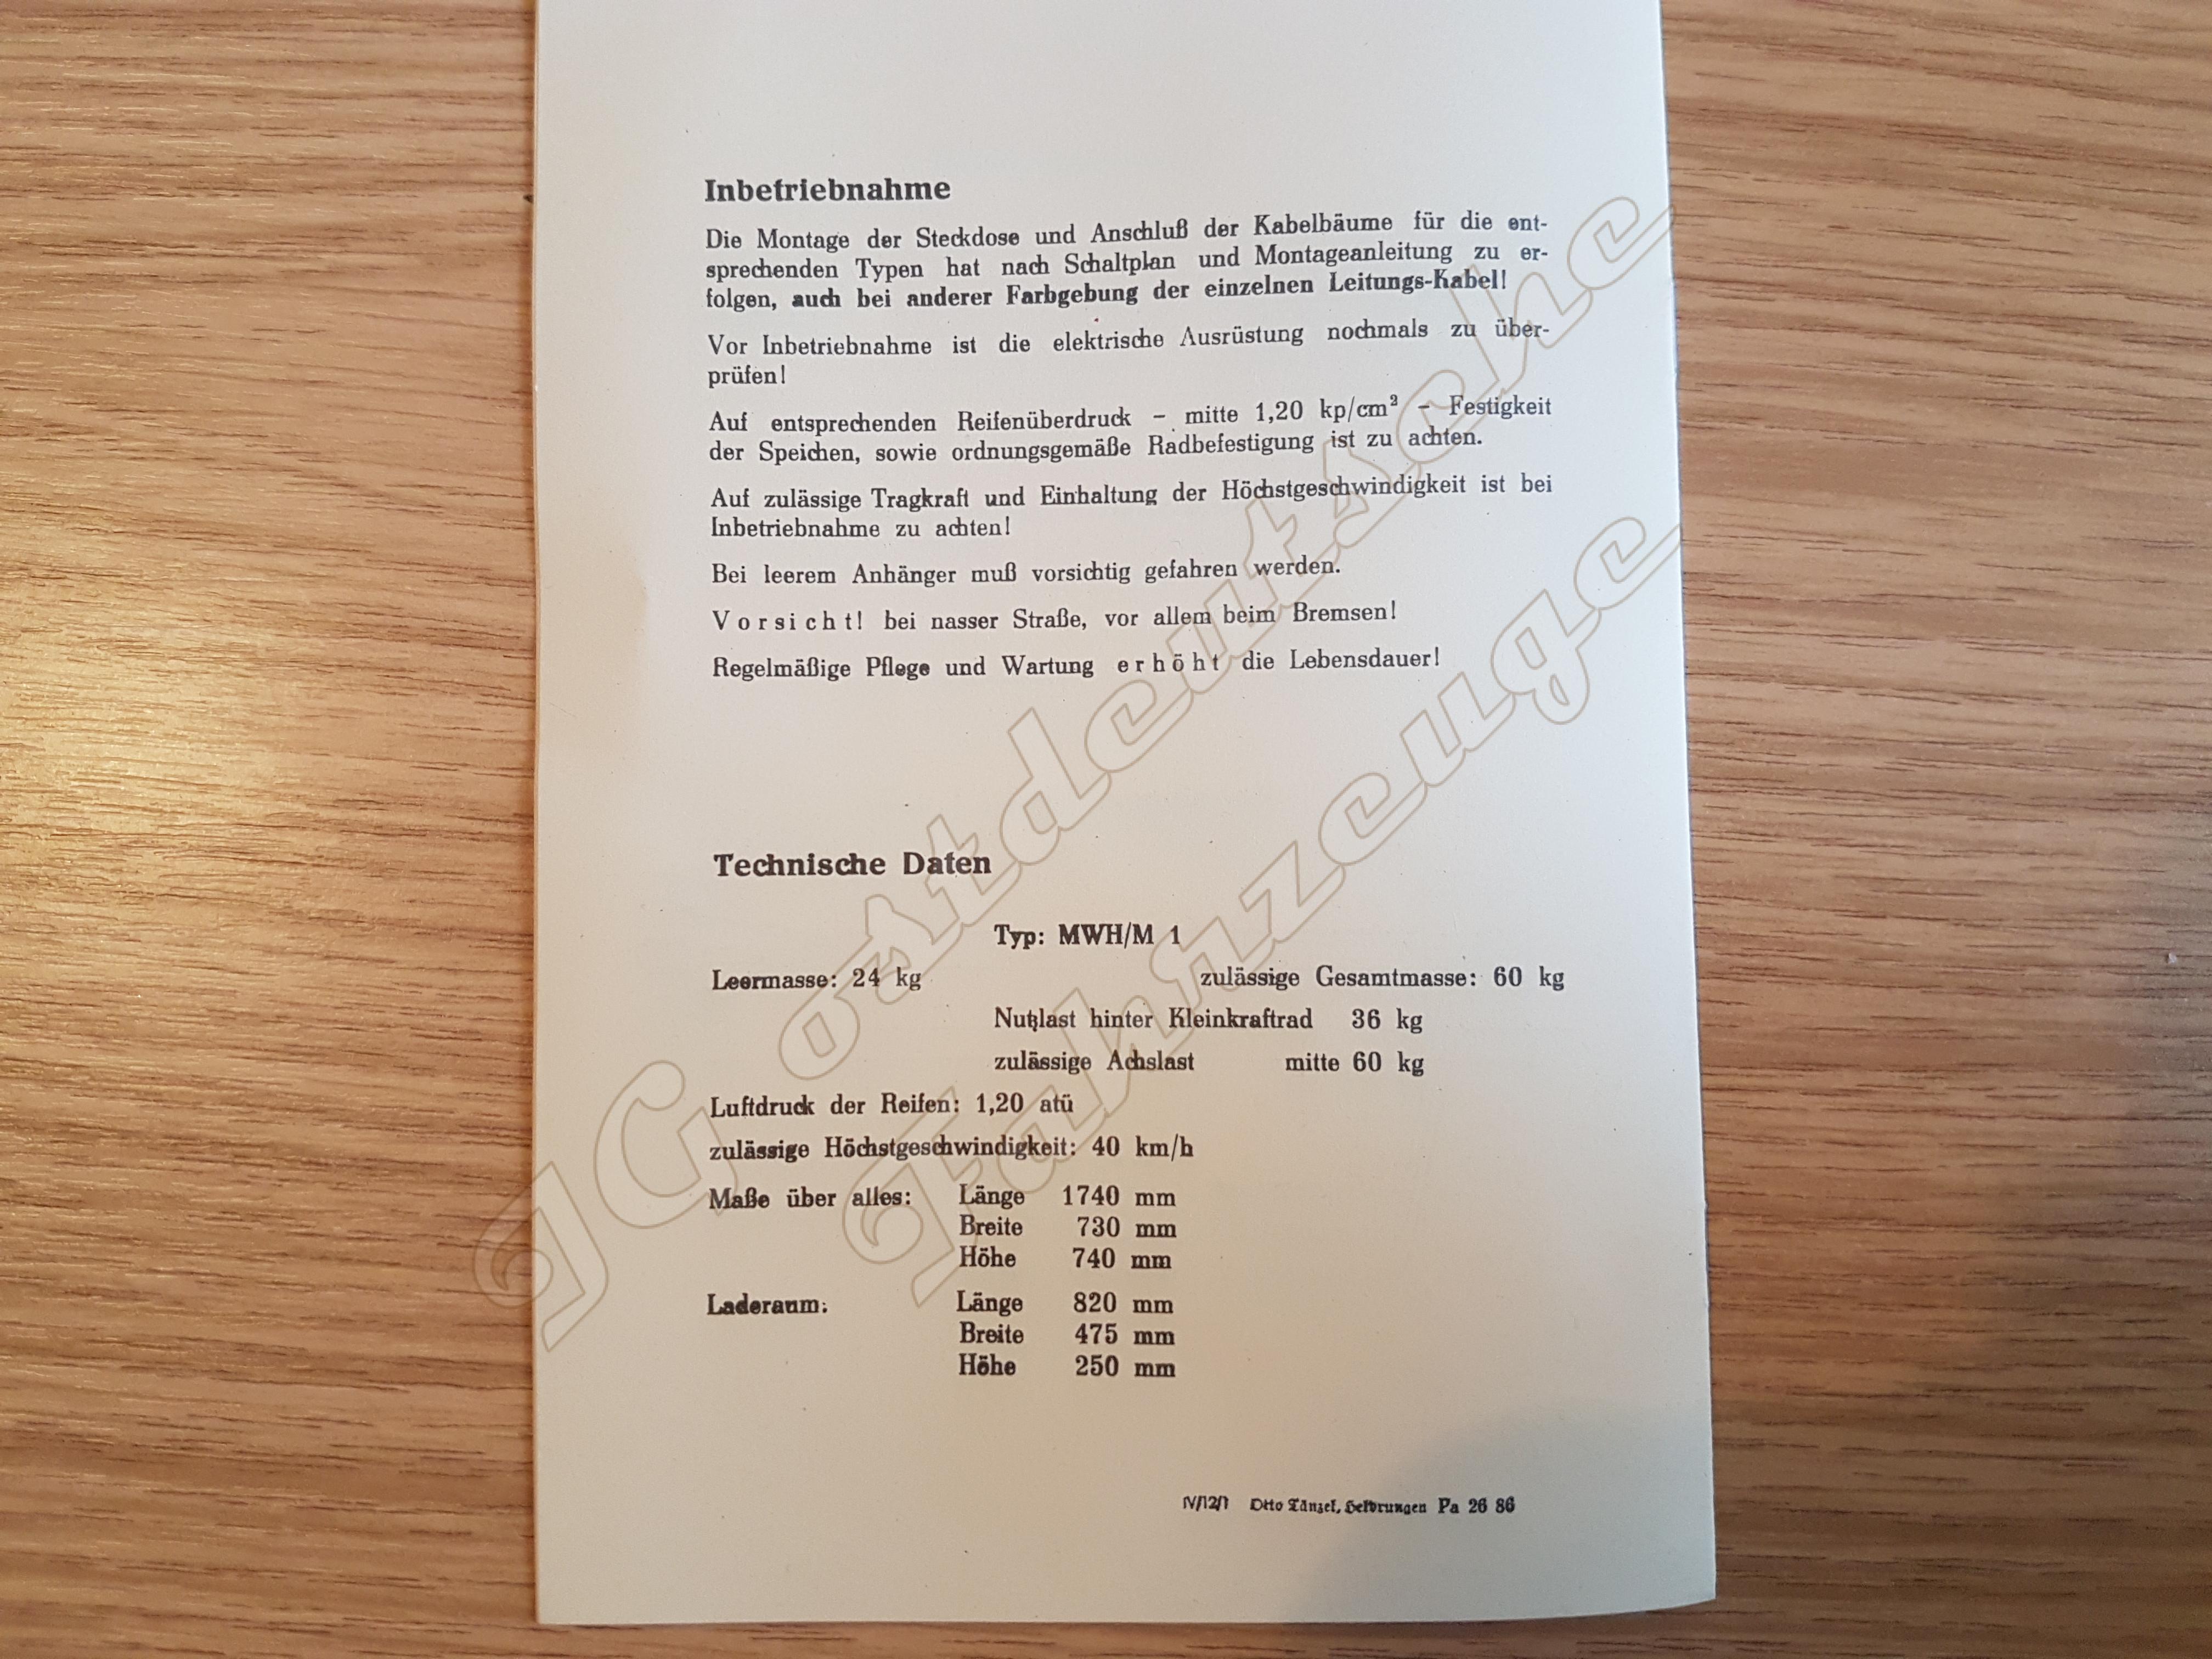 Inbetriebnahme
Die Montage der Steckdose und Anschluß der Kabelbäume für die ent-
sprechenden Typen hat nach Schaltplan und Montageanleitung zu er-
folgen, auch bei anderer Farbgebung der einzelnen Leitungs-Kabel!
Vor Inbetriebnahme ist die elektrische Ausrüstung nochmals zu über-
prüfen!
Auf entsprechenden Reifenüberdruck - mitte 1,20 kp/cm² - Festigkeit
der Speichen, sowie ordnungsgemäße Radbefestigung ist zu achten.
Auf zulässige Tragkraft und Einhaltung der Höchstgeschwindigkeit ist bei
Inbetriebnahme zu achten!
Bei leerem Anhänger muß vorsichtig gefahren werden.
Vorsicht! bei nasser Straße, vor allem beim Bremsen!
Regelmäßige Pflege und Wartung erhöht die Lebensdauer!
Technische Daten
Typ: MWH/M 1
Leermasse: 24 kg zulässige Gesamtmasse: 60 kg
Nutzlast hinter Kleinkraftrad 36 kg
zulässige Achslast mitte 60 kg
Luftdruck der Reifen: 1,20 atü
zulässige Höchstgeschwindigkeit: 40 km/h
Maße über alles: Länge 1740 mm
Breite 730 mm
Höhe 740 mm
Laderaum: Länge 820 mm
Breite 475 mm
Höhe 250 mm
IV/12/1 Otto Tänzel, Heldrungen Pa 26 86
IG ostdeutsche
Fahrzeuge